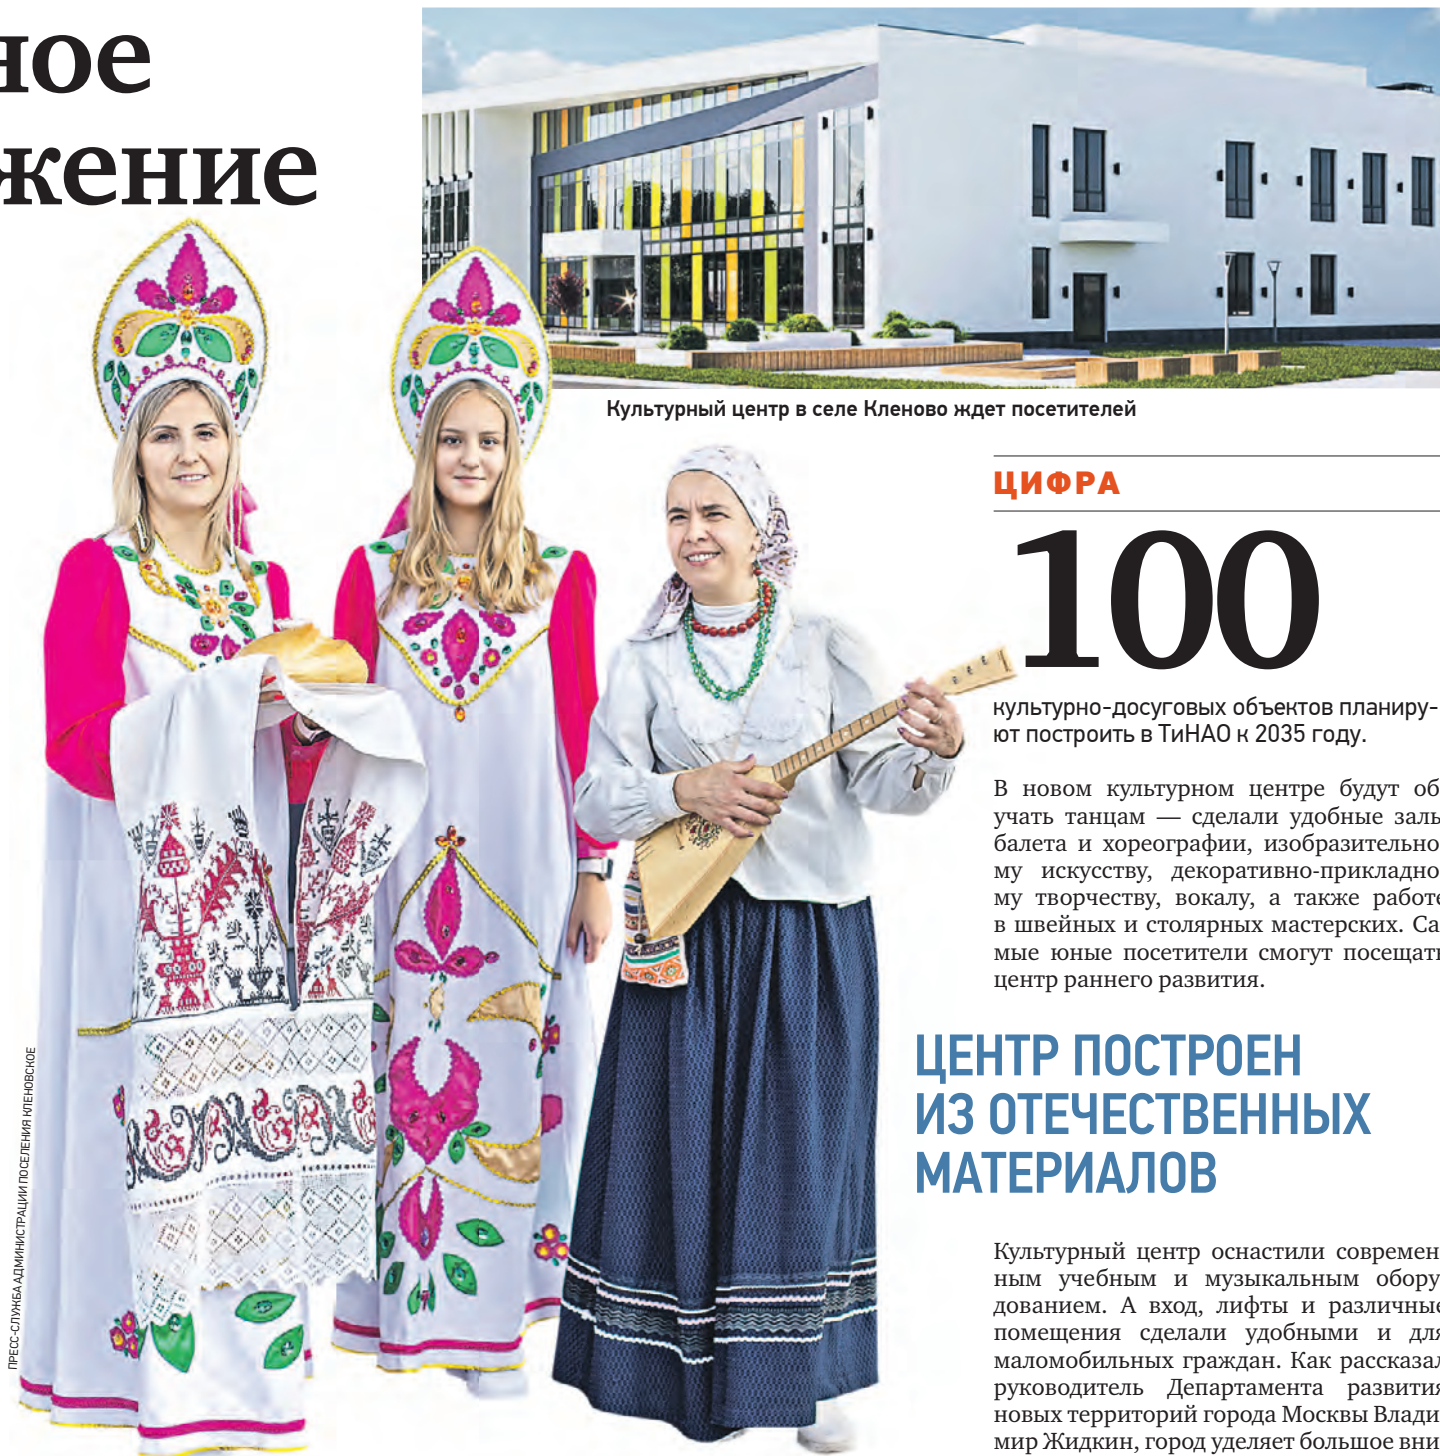 ное
жение
Культурный центр в селе Кленово ждет посетителей
ЦИФРА
100
культурно-досуговых объектов планиру-
ют построить в ТиНАО к 2035 году.
В новом культурном центре будут об
учать танцам — сделали удобные залы
балета и хореографии, изобразительно
му искусству, декоративно-прикладно
му творчеству, вокалу, а также работе
в швейных и столярных мастерских. Са
мые юные посетители смогут посещать
центр раннего развития.
ЦЕНТР ПОСТРОЕН
ИЗ ОТЕЧЕСТВЕННЫХ
МАТЕРИАЛОВ
Культурный центр оснастили современ
ным учебным и музыкальным обору
дованием. А вход, лифты и различные
помещения сделали удобными и для
маломобильных граждан. Как рассказал
руководитель Департамента развития
новых территорий города Москвы Влади
мир Жидкин, город уделяет большое вни
ПРЕСС-СЛУЖБА АДМИНИСТРАЦИИ ПОСЕЛЕНИЯ КЛЕНОВСКОЕ